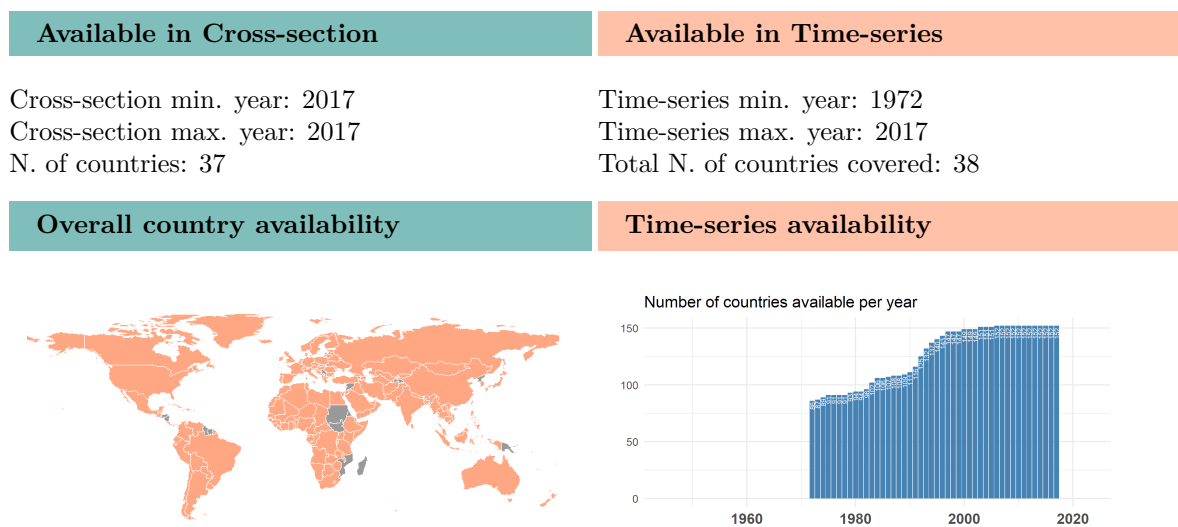 Available in Cross-section
Cross-section min. year: 2017
Cross-section max. year: 2017
N. of countries: 37
Available in Time-series
Time-series min. year: 1972
Time-series max. year: 2017
Total N. of countries covered: 38
Overall country availability
Time-series availability
Number of countries available per year
150
100
50
0
1960
1980
2000
2020